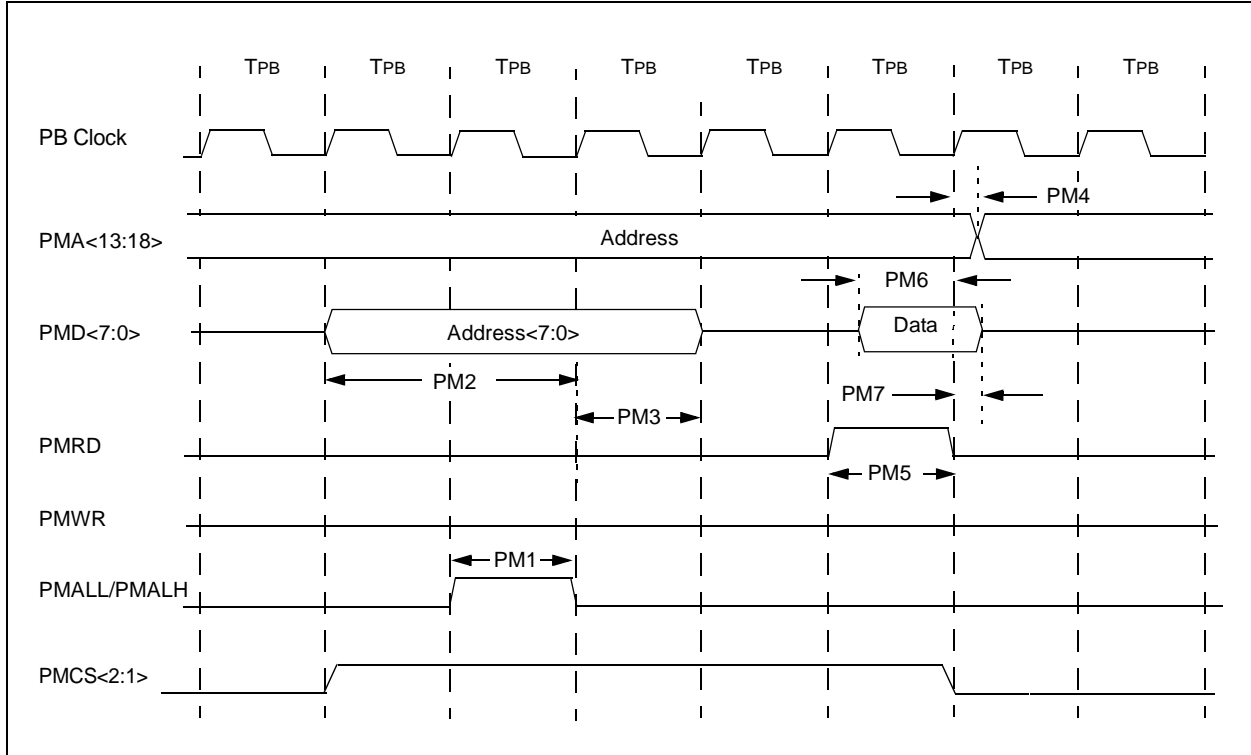 TPB TPB TPB TPB TPB TPB TPB TPB
PB Clock
PM4
PMA<13:18> Address
PM6
PMD<7:0> Address<7:0> Data
PM2 PM7
PM3
PMRD
PM5
PMWR
PM1
PMALL/PMALH
PMCS<2:1>